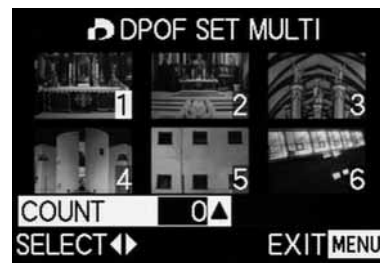 DPOF SET MULTI
1 2 3
4 5 6
COUNT 0▲
SELECT◀▶ EXIT MENU